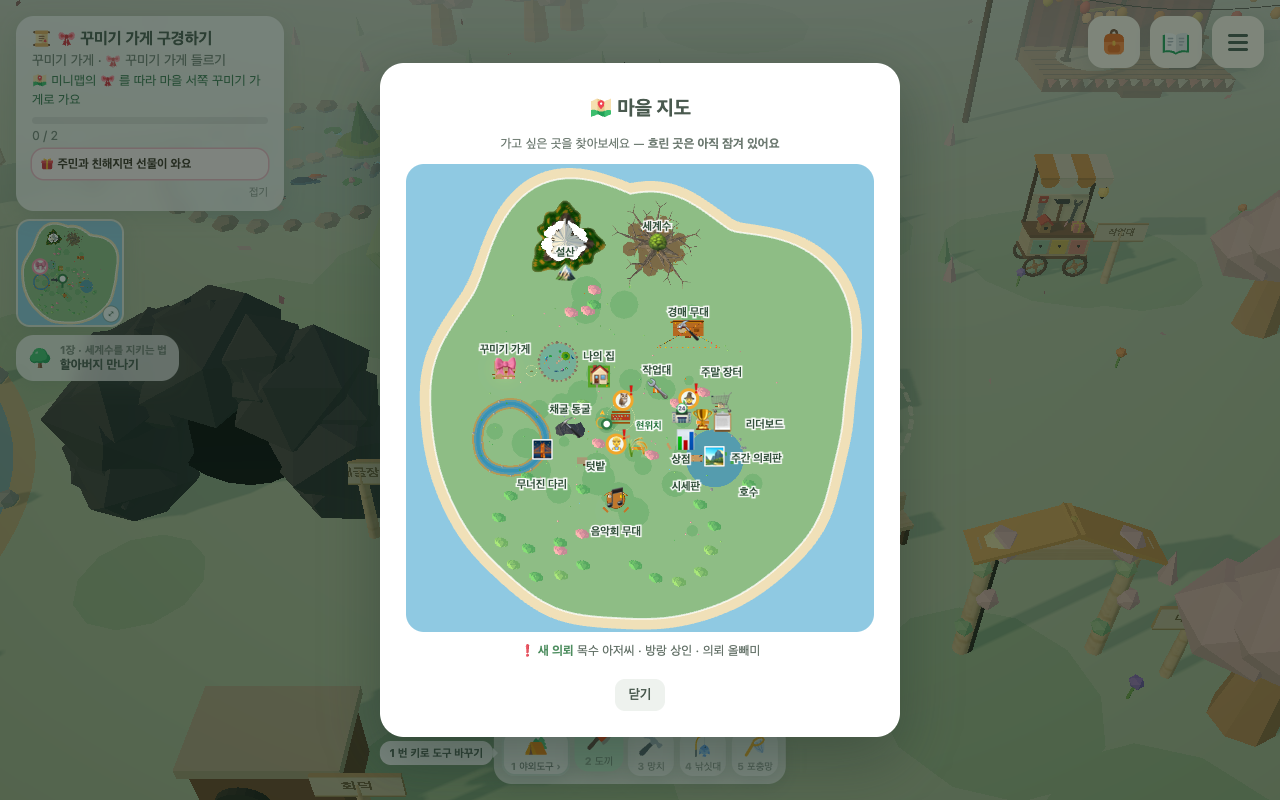 꾸미기 가게 구경하기
꾸미기 가게 · 꾸미기 가게 들르기
미니맵의 를 따라 마을 서쪽 꾸미기 가
게로 가요
0 / 2
주민과 친해지면 선물이 와요
접기
1장 · 세계수를 지키는 법
할아버지 만나기
마을 지도
가고 싶은 곳을 찾아보세요 — 흐린 곳은 아직 잠겨 있어요
세계수
설산
경매 무대
꾸미기 가게
나의 집
작업대
주말 장터
채굴 동굴
24
현위치
리더보드
텃밭
상점
주간 의뢰판
무너진 다리
시세판
호수
음악회 무대
새 의뢰 목수 아저씨 · 방랑 상인 · 의뢰 올빼미
닫기
작업대
화덕
1 번 키로 도구 바꾸기
1 야외도구 ›
2 도끼
3 망치
4 낚싯대
5 포충망